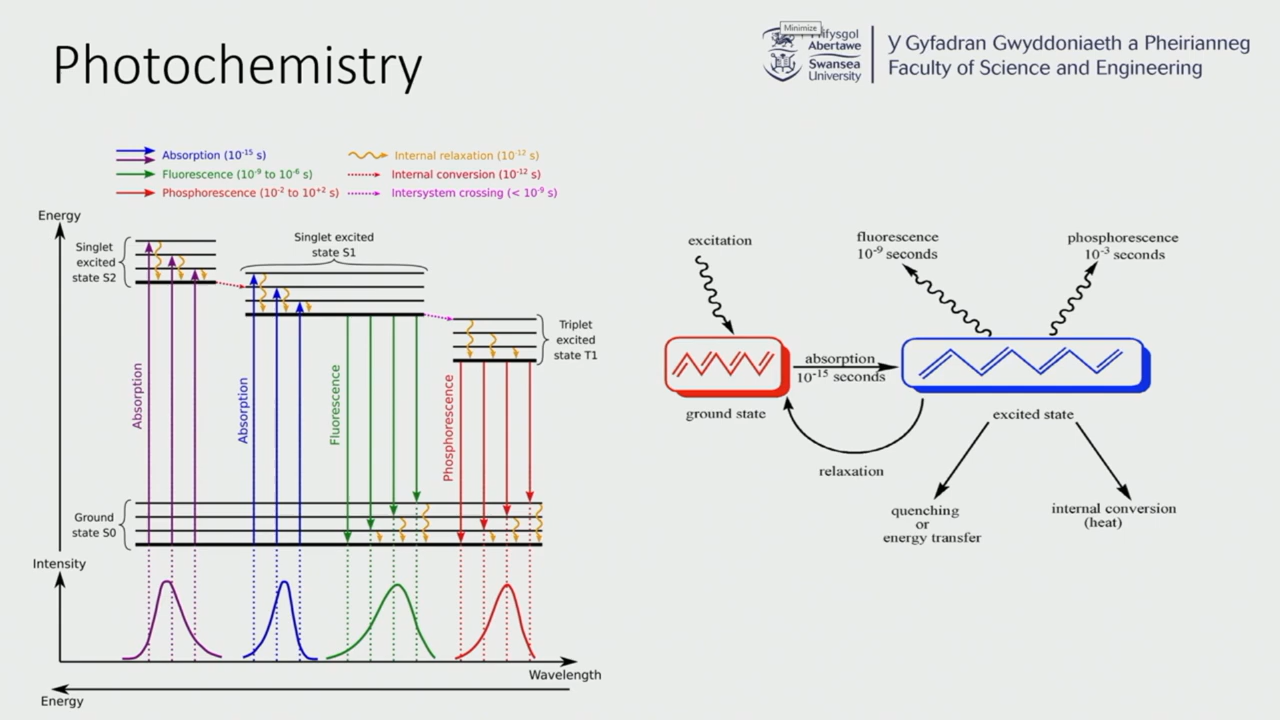 Photochemistry
Minimize
Prifysgol
Abertawe
Swansea
University
Y Gyfadran Gwyddoniaeth a Pheirianneg
Faculty of Science and Engineering
Absorption (10⁻¹⁵ s)
Fluorescence (10⁻⁹ to 10⁻⁶ s)
Phosphorescence (10⁻² to 10⁺² s)
Internal relaxation (10⁻¹² s)
Internal conversion (10⁻¹² s)
Intersystem crossing (< 10⁻⁹ s)
Energy
Singlet
excited
state S2
Singlet excited
state S1
Triplet
excited
state T1
Absorption
Absorption
Fluorescence
Phosphorescence
Ground
state S0
Intensity
Wavelength
Energy
excitation
fluorescence
10⁻⁹ seconds
phosphorescence
10⁻³ seconds
absorption
10⁻¹⁵ seconds
ground state
excited state
relaxation
quenching
or
energy transfer
internal conversion
(heat)